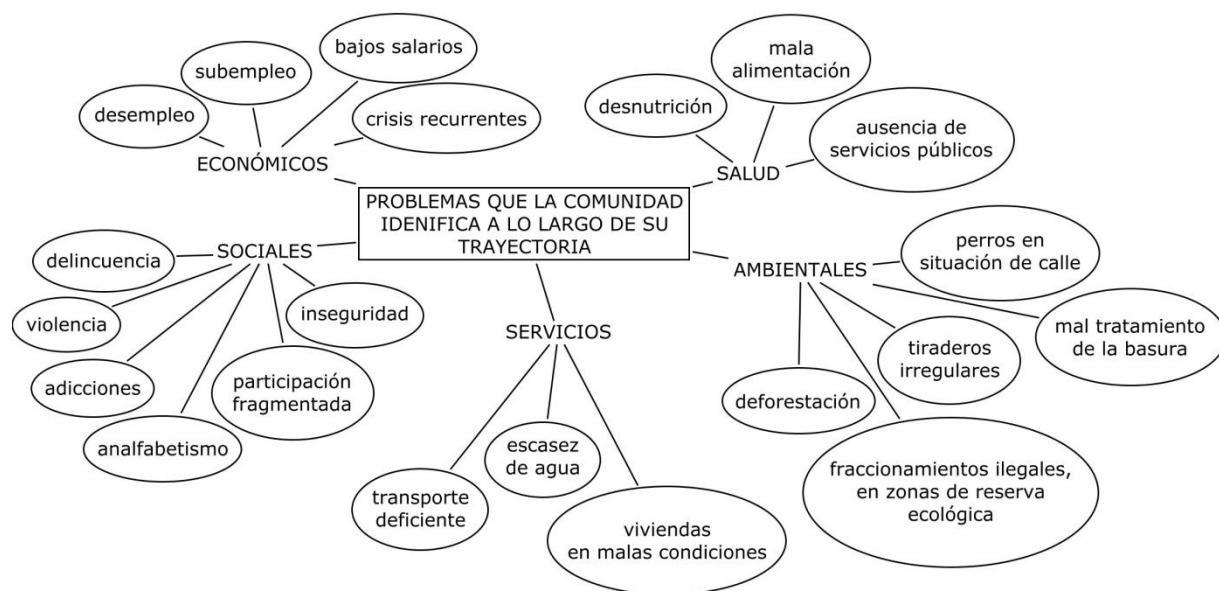 PROBLEMAS QUE LA COMUNIDAD
IDENIFICA A LO LARGO DE SU
TRAYECTORIA
ECONÓMICOS
desempleo
subempleo
bajos salarios
crisis recurrentes
SALUD
desnutrición
mala
alimentación
ausencia de
servicios públicos
SOCIALES
delincuencia
violencia
adicciones
analfabetismo
participación
fragmentada
inseguridad
SERVICIOS
transporte
deficiente
escasez
de agua
viviendas
en malas condiciones
AMBIENTALES
perros en
situación de calle
mal tratamiento
de la basura
tiraderos
irregulares
deforestación
fraccionamientos ilegales,
en zonas de reserva
ecológica